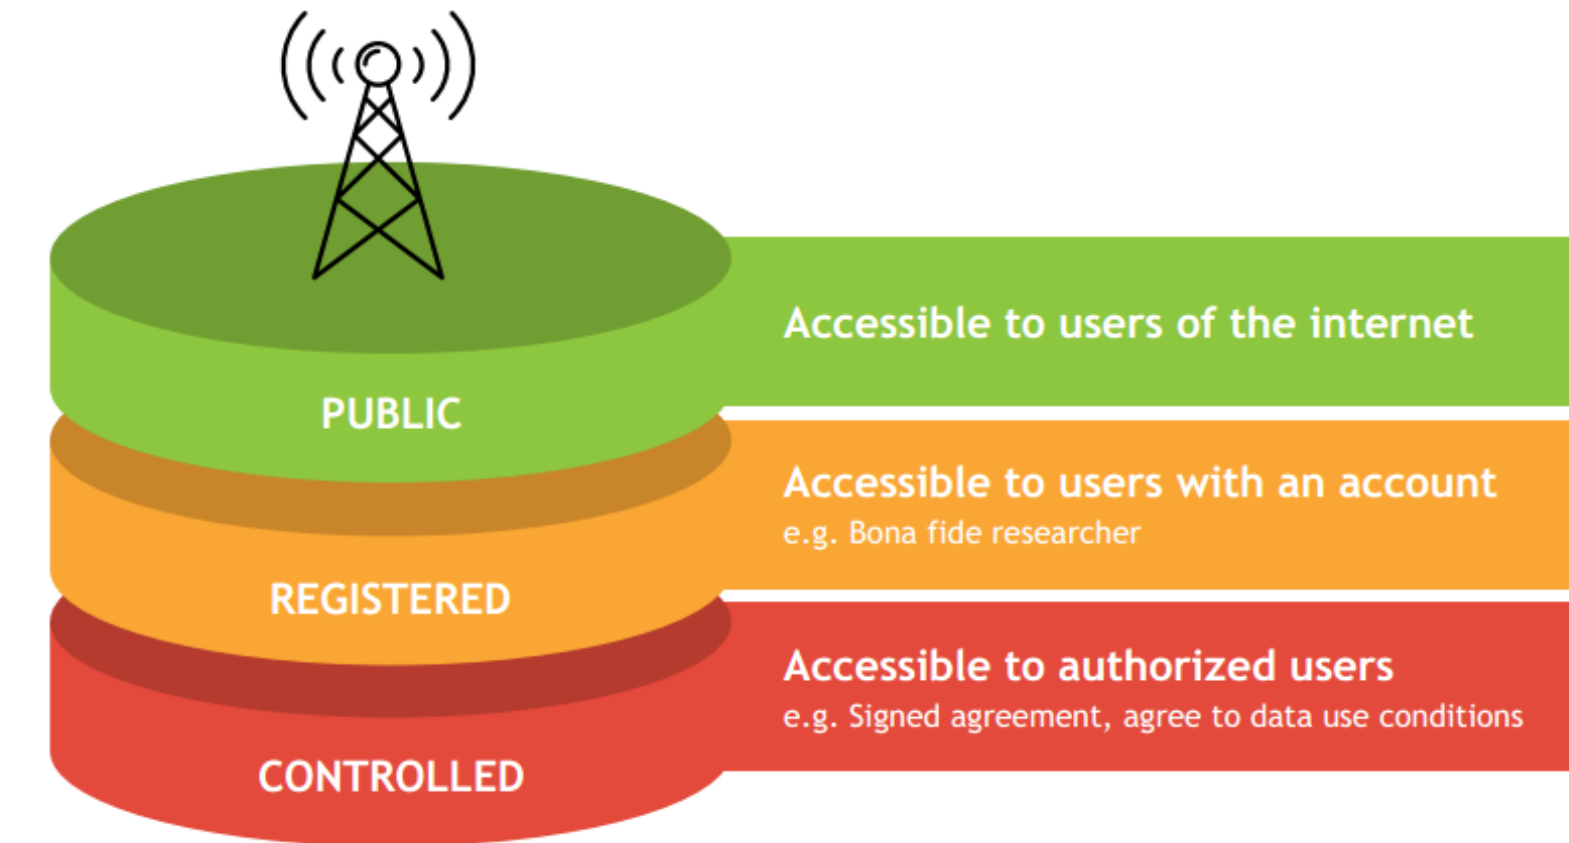 PUBLIC
Accessible to users of the internet
REGISTERED
Accessible to users with an account
e.g. Bona fide researcher
CONTROLLED
Accessible to authorized users
e.g. Signed agreement, agree to data use conditions